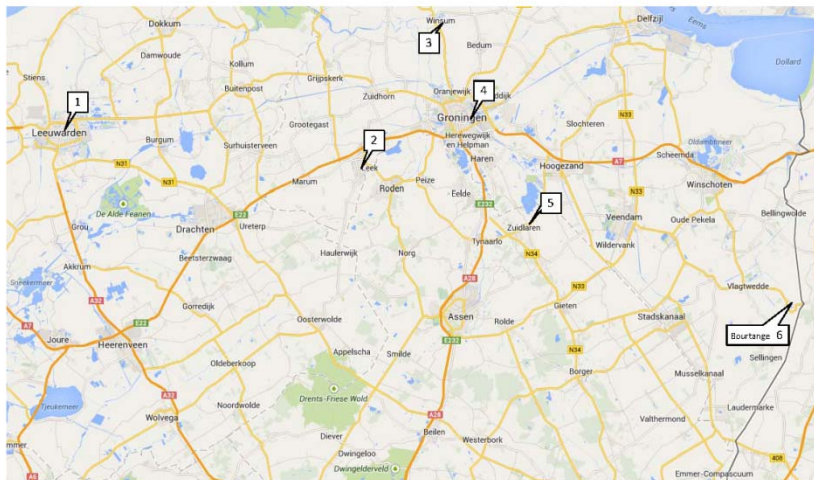 Dokkum
Winsum
3
Delfzijl
Eems
Dollard
Damwoude
Bedum
Kollum
Stiens
Buitenpost
Grijpskerk
Zuidhorn
Oranjewijk
4
1
Groningen
N33
Leeuwarden
Grootegast
2
Slochteren
Burgum
Surhuisterveen
Herewegwijk
en Helpman
Oldambtmeer
N31
Leek
Haren
Hoogezand
A7
Scheemda
N31
Marum
Peize
Roden
Eelde
Winschoten
De Alde Feanen
E22
E232
5
N33
Grou
Drachten
Ureterp
Zuidlaren
Veendam
Oude Pekela
Bellingwolde
Tynaarlo
Haulerwijk
Norg
N34
Wildervank
Akkrum
Beetsterzwaag
Sneekermeer
A28
N33
Vlagtwedde
A32
Gorredijk
Gieten
Oosterwolde
Assen
Rolde
Stadskanaal
A7
E22
Joure
Heerenveen
E232
Bourtange 6
Appelscha
Smilde
N34
Sellingen
Oldeberkoop
Borger
Musselkanaal
Drents-Friese Wold
A32
Noordwolde
Laudermarke
Tjeukemeer
Wolvega
A28
Valthermond
Diever
Beilen
Westerbork
Dwingeloo
408
A6
Dwingelderveld
Emmer-Compascuum